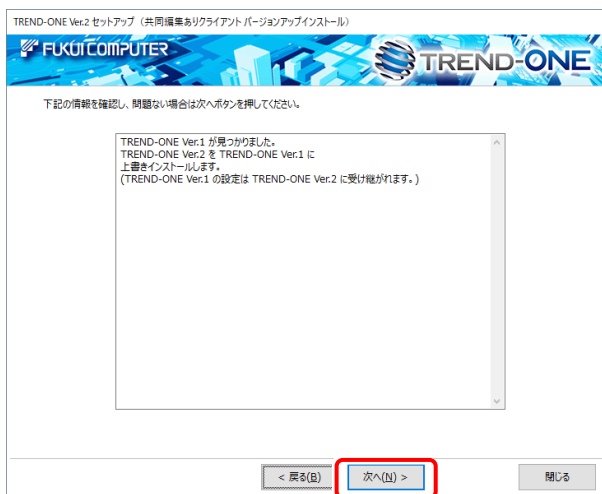 TREND-ONE Ver.2 セットアップ（共同編集ありクライアント バージョンアップインストール）
FUKUI COMPUTER
TREND-ONE
下記の情報を確認し、問題ない場合は次へボタンを押してください。
TREND-ONE Ver.1 が見つかりました。
TREND-ONE Ver.2 を TREND-ONE Ver.1 に
上書きインストールします。
(TREND-ONE Ver.1 の設定は TREND-ONE Ver.2 に受け継がれます。)
< 戻る(B)
次へ(N) >
閉じる